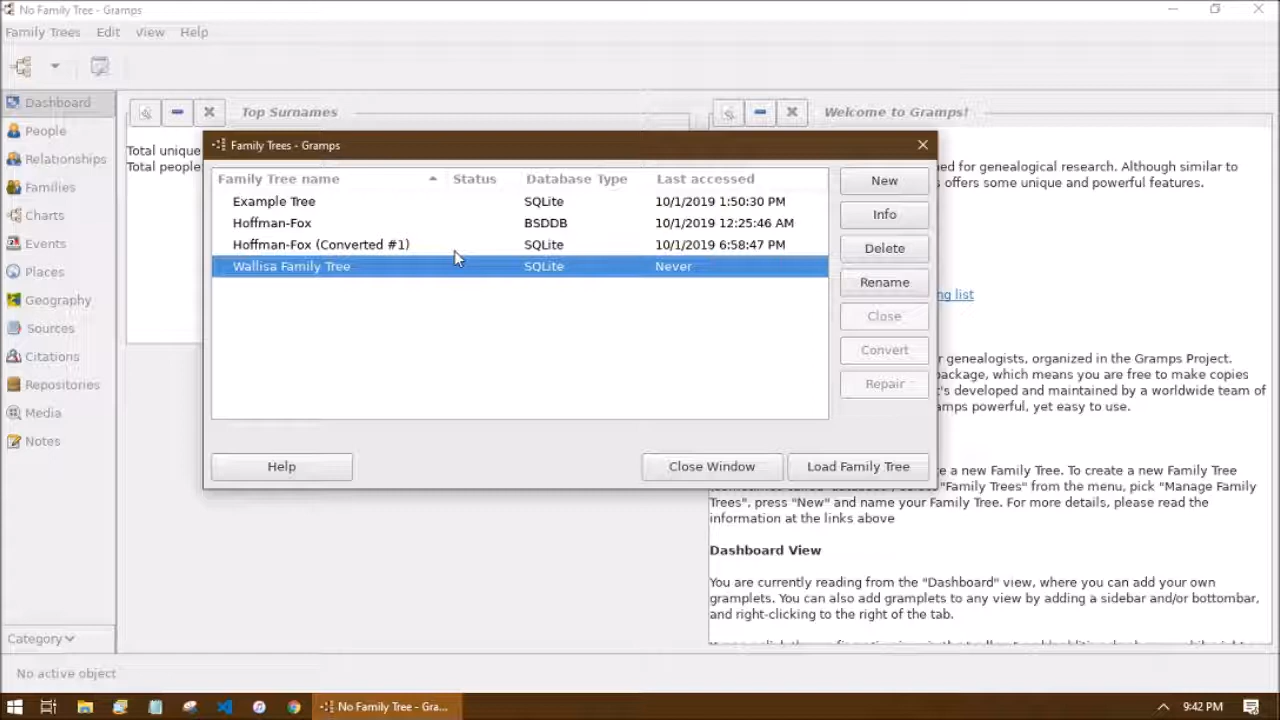 No Family Tree - Gramps
Family Trees Edit View Help
Dashboard
People
Relationships
Families
Charts
Events
Places
Geography
Sources
Citations
Repositories
Media
Notes
Category
No active object
Top Surnames
Total unique
Total people
Welcome to Gramps!
ned for genealogical research. Although similar to
s offers some unique and powerful features.
ng list
r genealogists, organized in the Gramps Project.
package, which means you are free to make copies
t's developed and maintained by a worldwide team of
amps powerful, yet easy to use.
e a new Family Tree. To create a new Family Tree
"Family Trees" from the menu, pick "Manage Family
Trees", press "New" and name your Family Tree. For more details, please read the
information at the links above
Dashboard View
You are currently reading from the "Dashboard" view, where you can add your own
gramplets. You can also add gramplets to any view by adding a sidebar and/or bottombar,
and right-clicking to the right of the tab.
Family Trees - Gramps
Family Tree name Status Database Type Last accessed
Example Tree SQLite 10/1/2019 1:50:30 PM
Hoffman-Fox BSDDB 10/1/2019 12:25:46 AM
Hoffman-Fox (Converted #1) SQLite 10/1/2019 6:58:47 PM
Wallisa Family Tree SQLite Never
New
Info
Delete
Rename
Close
Convert
Repair
Help Close Window Load Family Tree
No Family Tree - Gra...
9:42 PM